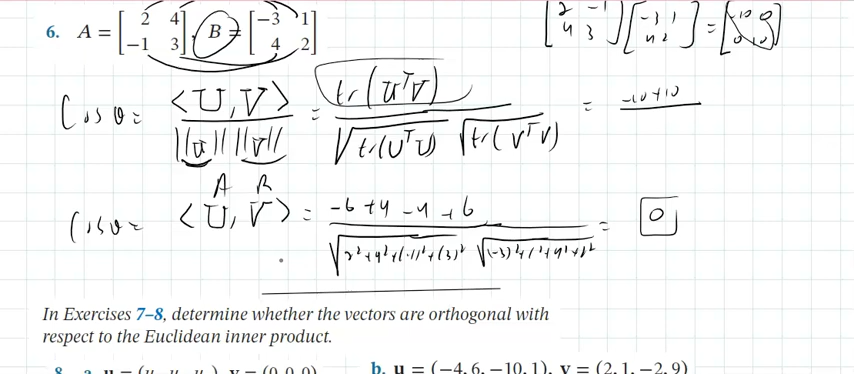 6. A = [2 4; -1 3], B = [-3 1; 4 2]
[2 -1; 4 3] [-3 1; 4 2] = [-10 0; 0 10]
Cos θ = <U, V> / ||U|| ||V|| = tr(UᵀV) / √tr(UᵀU) √tr(VᵀV) = -10+10
A B
Cos θ = <U, V> = -6+4-4+6 / √2²+4²+(-1)²+(3)² √(-3)²+1²+4²+2² = 0
In Exercises 7–8, determine whether the vectors are orthogonal with
respect to the Euclidean inner product.
b. u = (−4, 6, −10, 1), v = (2, 1, −2, 9)